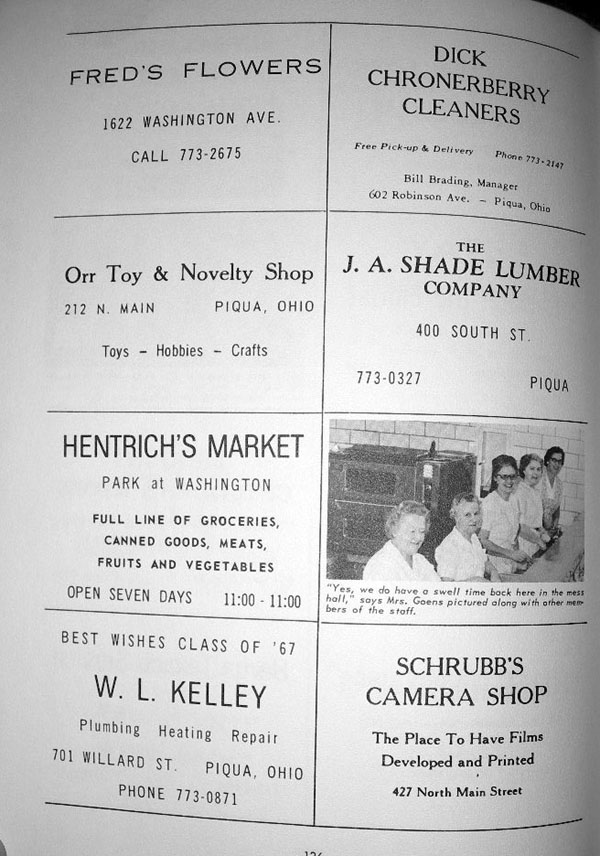 FRED'S FLOWERS
1622 WASHINGTON AVE.
CALL 773-2675
DICK
CHRONERBERRY
CLEANERS
Free Pick-up & Delivery Phone 773-2147
Bill Brading, Manager
602 Robinson Ave. - Piqua, Ohio
Orr Toy & Novelty Shop
212 N. MAIN PIQUA, OHIO
Toys - Hobbies - Crafts
THE
J. A. SHADE LUMBER
COMPANY
400 SOUTH ST.
773-0327 PIQUA
HENTRICH'S MARKET
PARK at WASHINGTON
FULL LINE OF GROCERIES,
CANNED GOODS, MEATS,
FRUITS AND VEGETABLES
OPEN SEVEN DAYS 11:00 - 11:00
"Yes, we do have a swell time back here in the mess
hall," says Mrs. Goens pictured along with other mem-
bers of the staff.
BEST WISHES CLASS OF '67
W. L. KELLEY
Plumbing Heating Repair
701 WILLARD ST. PIQUA, OHIO
PHONE 773-0871
SCHRUBB'S
CAMERA SHOP
The Place To Have Films
Developed and Printed
427 North Main Street